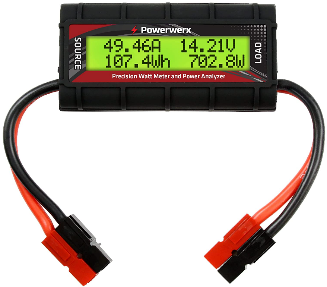 Powerwerx
SOURCE
49.46A 14.21V
107.4Wh 702.8W
LOAD
Precision Watt Meter and Power Analyzer